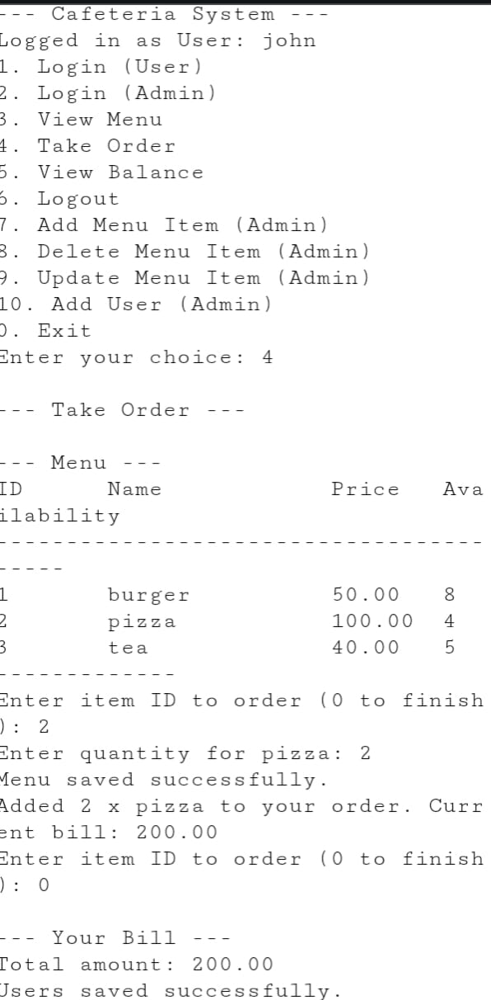 --- Cafeteria System ---
Logged in as User: john
1. Login (User)
2. Login (Admin)
3. View Menu
4. Take Order
5. View Balance
6. Logout
7. Add Menu Item (Admin)
8. Delete Menu Item (Admin)
9. Update Menu Item (Admin)
10. Add User (Admin)
0. Exit
Enter your choice: 4
--- Take Order ---
--- Menu ---
ID Name Price Ava
ilability
-----------------------------------
-----
1 burger 50.00 8
2 pizza 100.00 4
3 tea 40.00 5
-------------
Enter item ID to order (0 to finish
): 2
Enter quantity for pizza: 2
Menu saved successfully.
Added 2 x pizza to your order. Curr
ent bill: 200.00
Enter item ID to order (0 to finish
): 0
--- Your Bill ---
Total amount: 200.00
Users saved successfully.